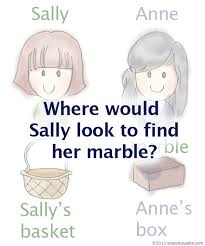 Sally Anne
Where would
Sally look to find
her marble?
Sally's Anne's
basket box